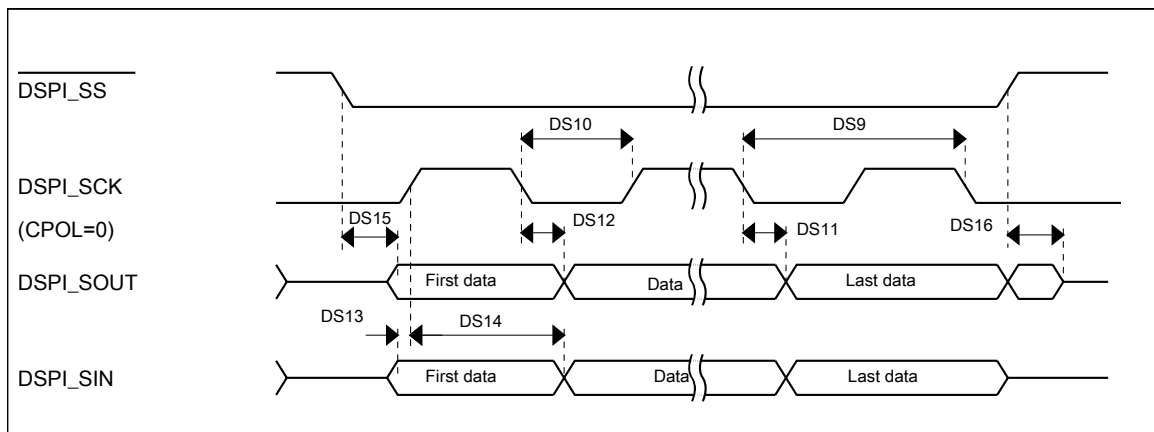 DSPI_SS
DS10
DS9
DSPI_SCK
(CPOL=0)
DS15
DS12
DS11
DS16
DSPI_SOUT
First data
Data
Last data
DS13
DS14
DSPI_SIN
First data
Data
Last data